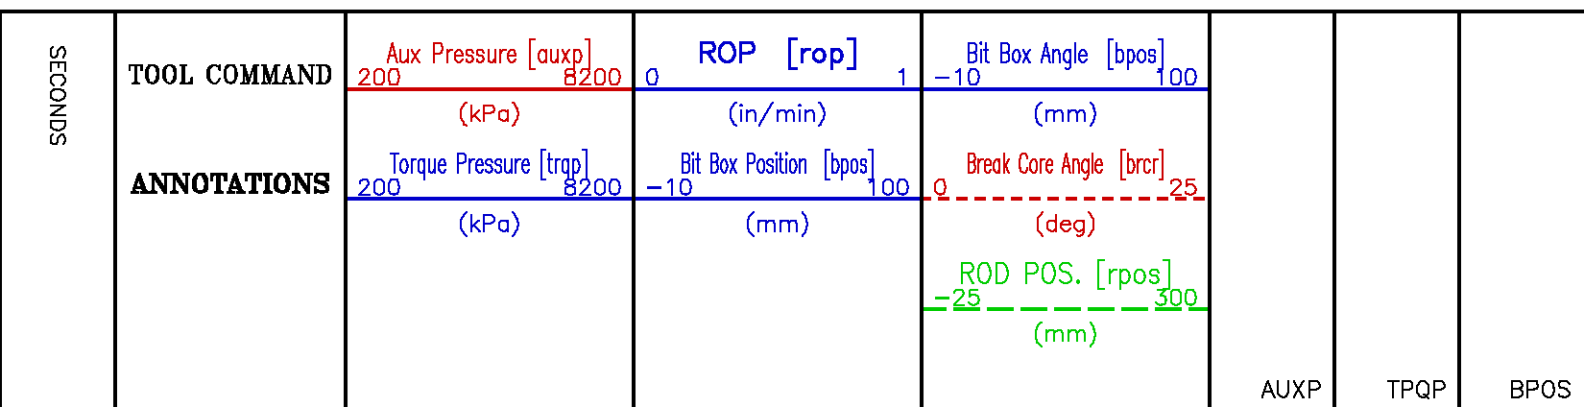 SECONDS
TOOL COMMAND
ANNOTATIONS
Aux Pressure [auxp]
200 8200
(kPa)
Torque Pressure [trqp]
200 8200
(kPa)
ROP [rop]
0 1
(in/min)
Bit Box Position [bpos]
-10 100
(mm)
Bit Box Angle [bpos]
-10 100
(mm)
Break Core Angle [brcr]
0 25
(deg)
ROD POS. [rpos]
-25 300
(mm)
AUXP
TPQP
BPOS